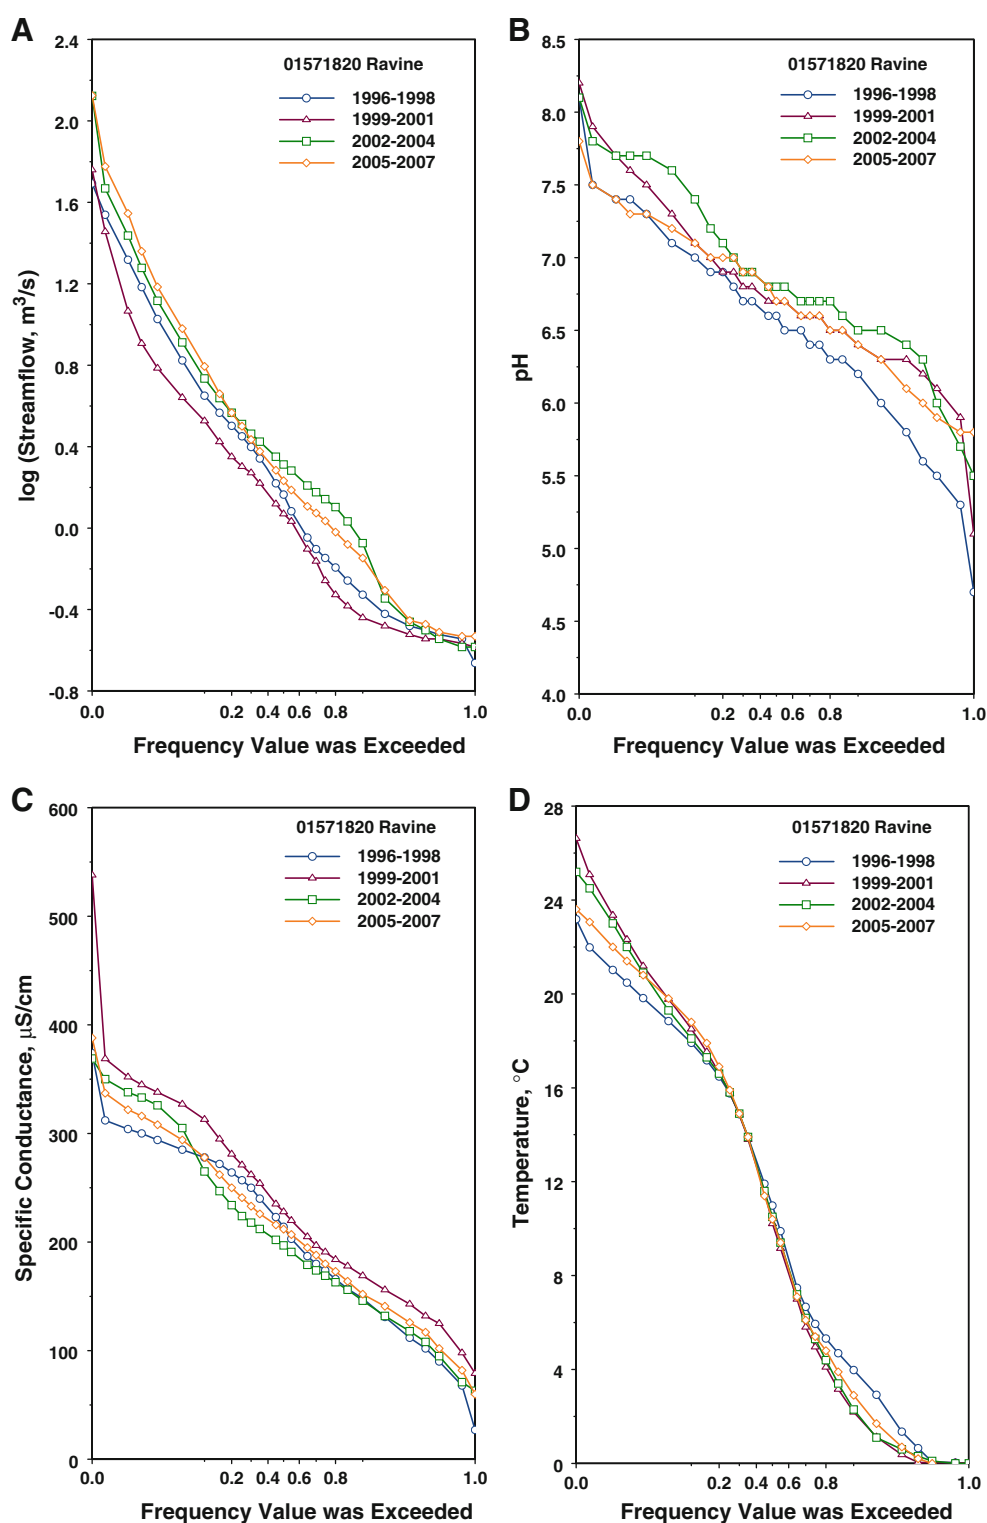 A
2.4
2.0
1.6
1.2
0.8
0.4
0.0
-0.4
-0.8
log (Streamflow, m³/s)
01571820 Ravine
1996-1998
1999-2001
2002-2004
2005-2007
0.0 0.2 0.4 0.6 0.8 1.0
Frequency Value was Exceeded
B
8.5
8.0
7.5
7.0
6.5
6.0
5.5
5.0
4.5
4.0
pH
01571820 Ravine
1996-1998
1999-2001
2002-2004
2005-2007
0.0 0.2 0.4 0.6 0.8 1.0
Frequency Value was Exceeded
C
600
500
400
300
200
100
0
Specific Conductance, µS/cm
01571820 Ravine
1996-1998
1999-2001
2002-2004
2005-2007
0.0 0.2 0.4 0.6 0.8 1.0
Frequency Value was Exceeded
D
28
24
20
16
12
8
4
0
Temperature, °C
01571820 Ravine
1996-1998
1999-2001
2002-2004
2005-2007
0.0 0.2 0.4 0.6 0.8 1.0
Frequency Value was Exceeded